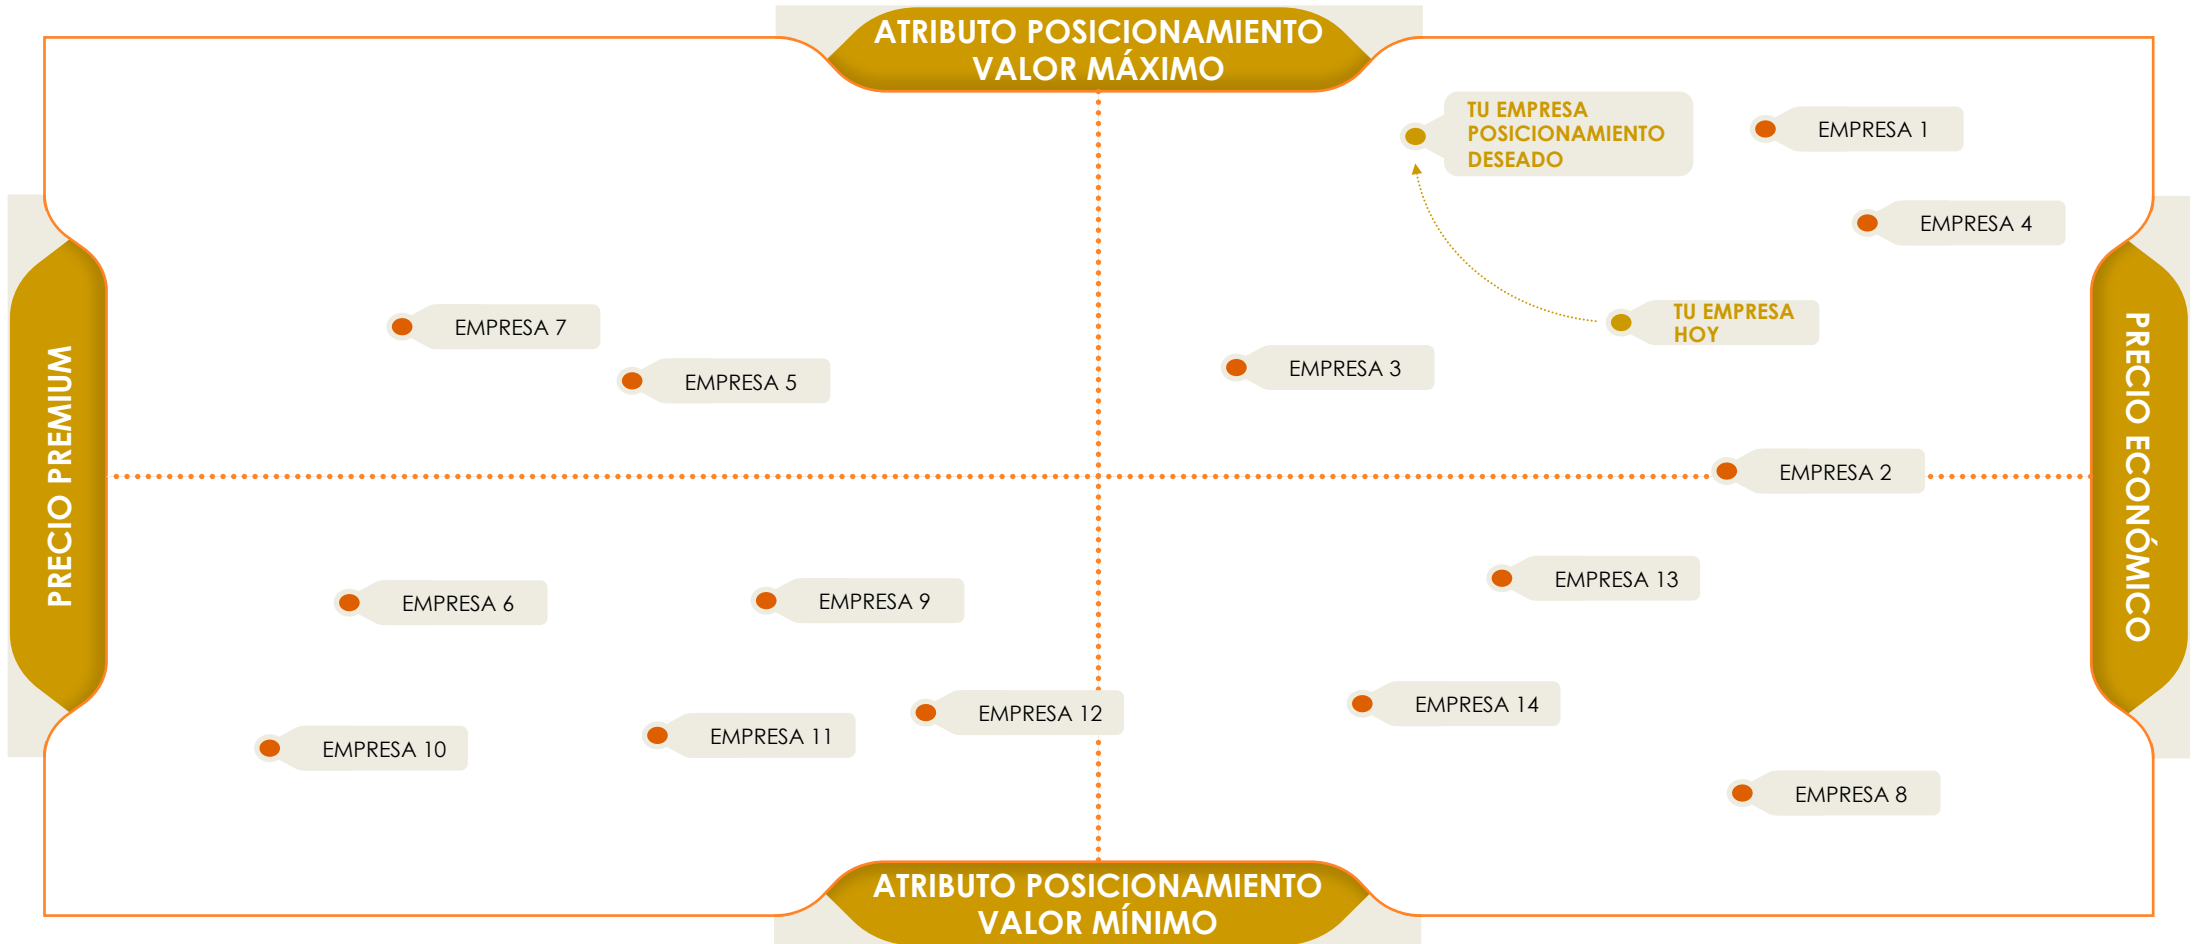 ATRIBUTO POSICIONAMIENTO
VALOR MÁXIMO
TU EMPRESA
POSICIONAMIENTO
DESEADO
EMPRESA 1
EMPRESA 4
EMPRESA 7
TU EMPRESA
HOY
EMPRESA 5
EMPRESA 3
PRECIO PREMIUM
PRECIO ECONÓMICO
EMPRESA 2
EMPRESA 13
EMPRESA 6
EMPRESA 9
EMPRESA 12
EMPRESA 14
EMPRESA 11
EMPRESA 10
EMPRESA 8
ATRIBUTO POSICIONAMIENTO
VALOR MÍNIMO